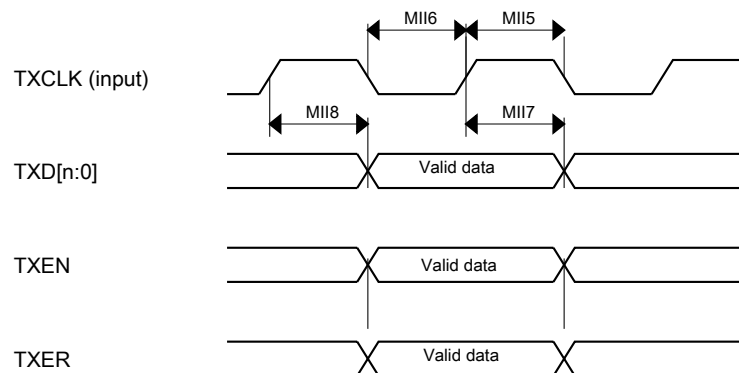 MII6 MII5
TXCLK (input)
MII8 MII7
TXD[n:0] Valid data
TXEN Valid data
TXER Valid data